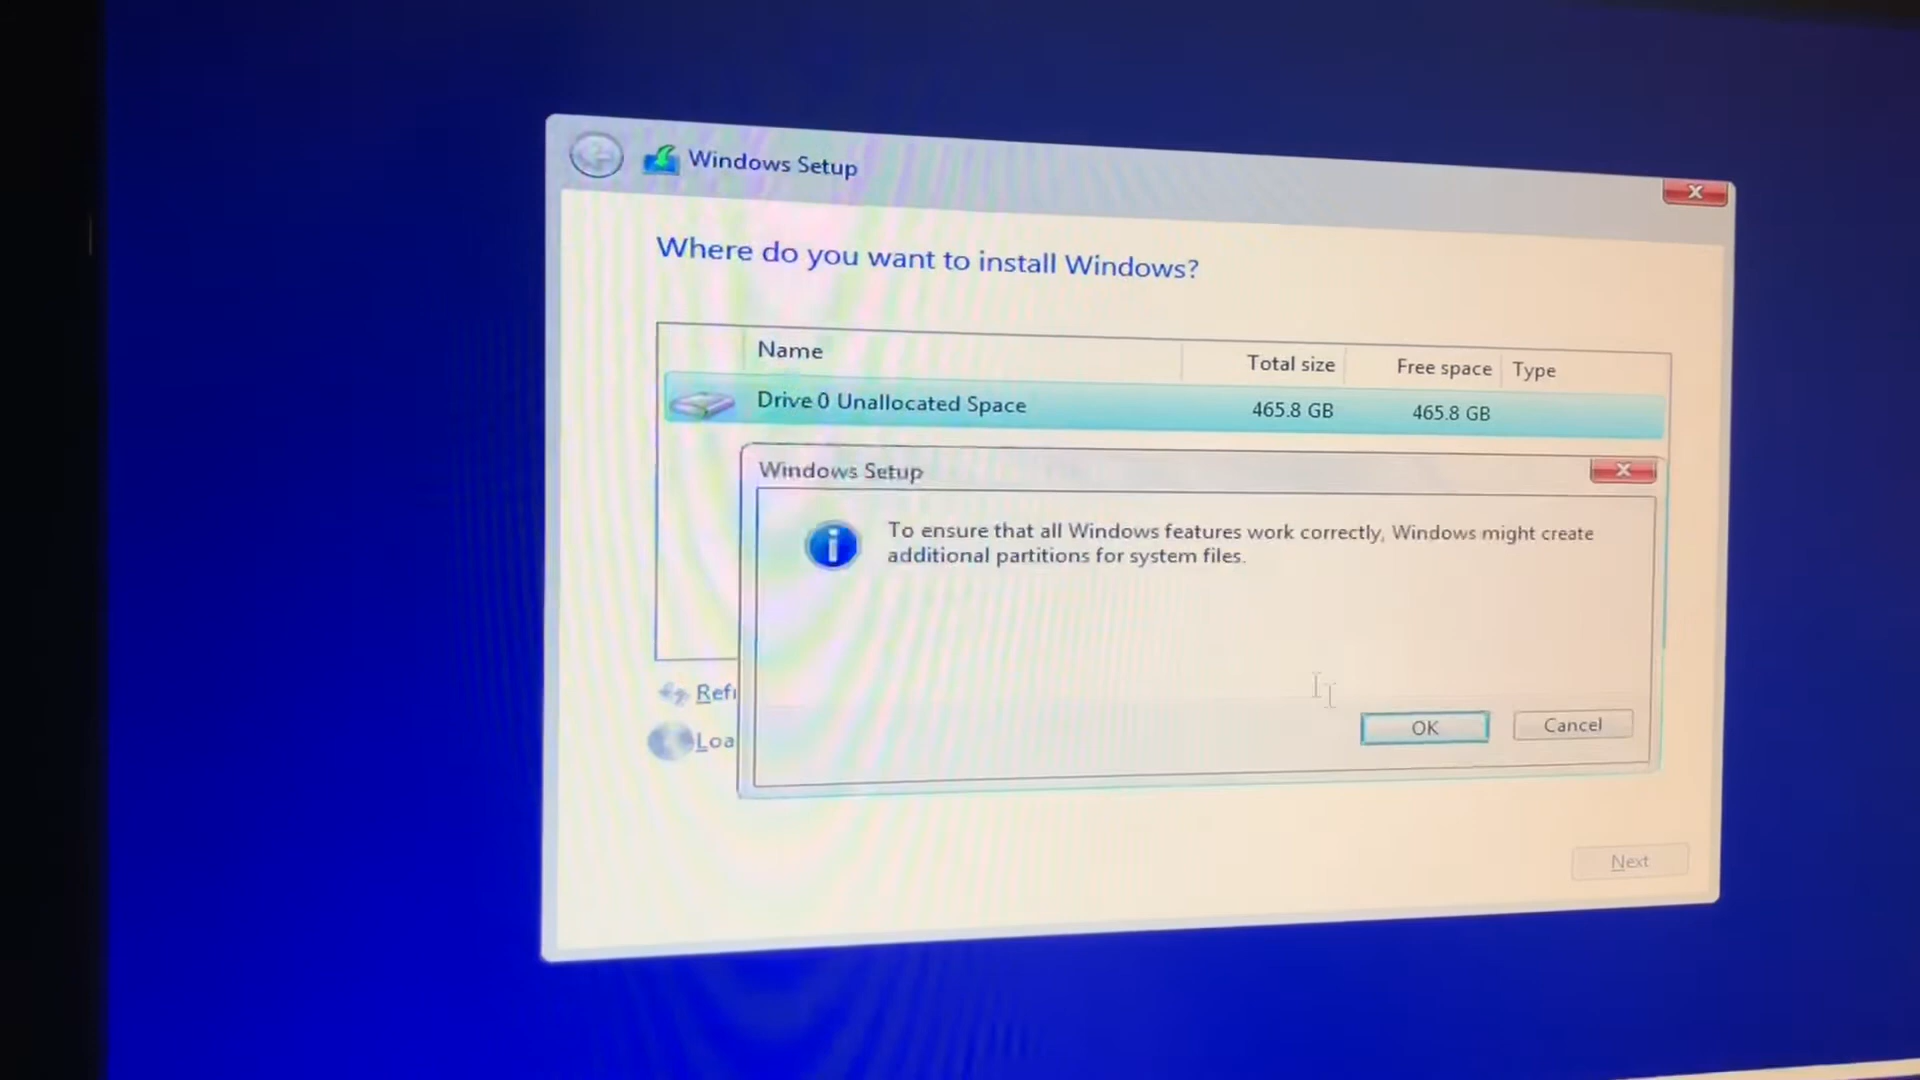 Windows Setup
Where do you want to install Windows?
Name Total size Free space Type
Drive 0 Unallocated Space 465.8 GB 465.8 GB
Windows Setup
To ensure that all Windows features work correctly, Windows might create
additional partitions for system files.
OK Cancel
Next